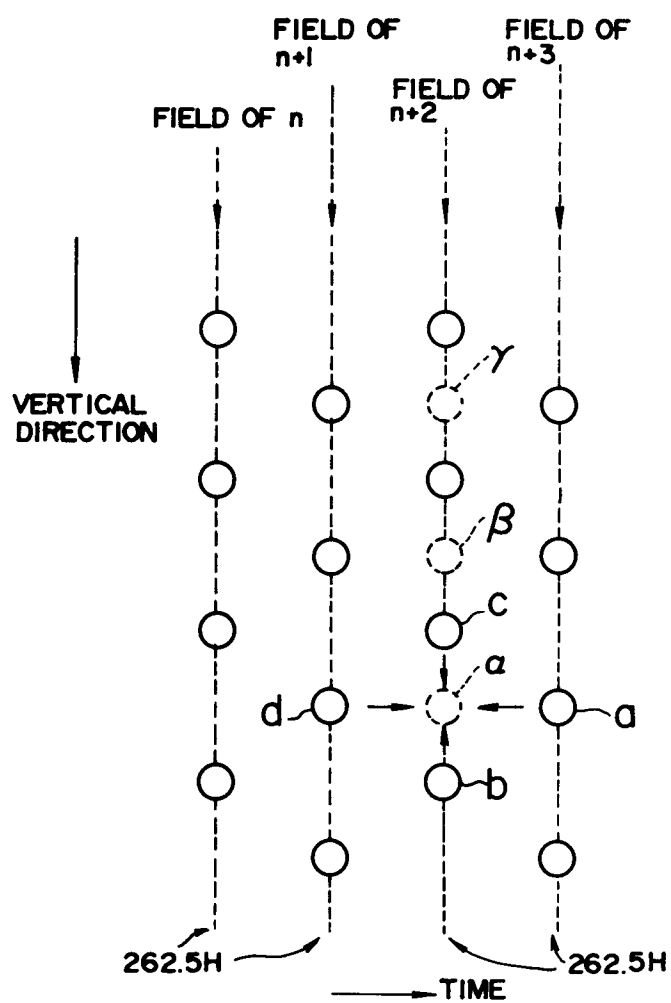 FIELD OF
n+1
FIELD OF
n+3
FIELD OF
n+2
FIELD OF n
γ
VERTICAL
DIRECTION
β
c
α
d
a
b
262.5H
262.5H
TIME